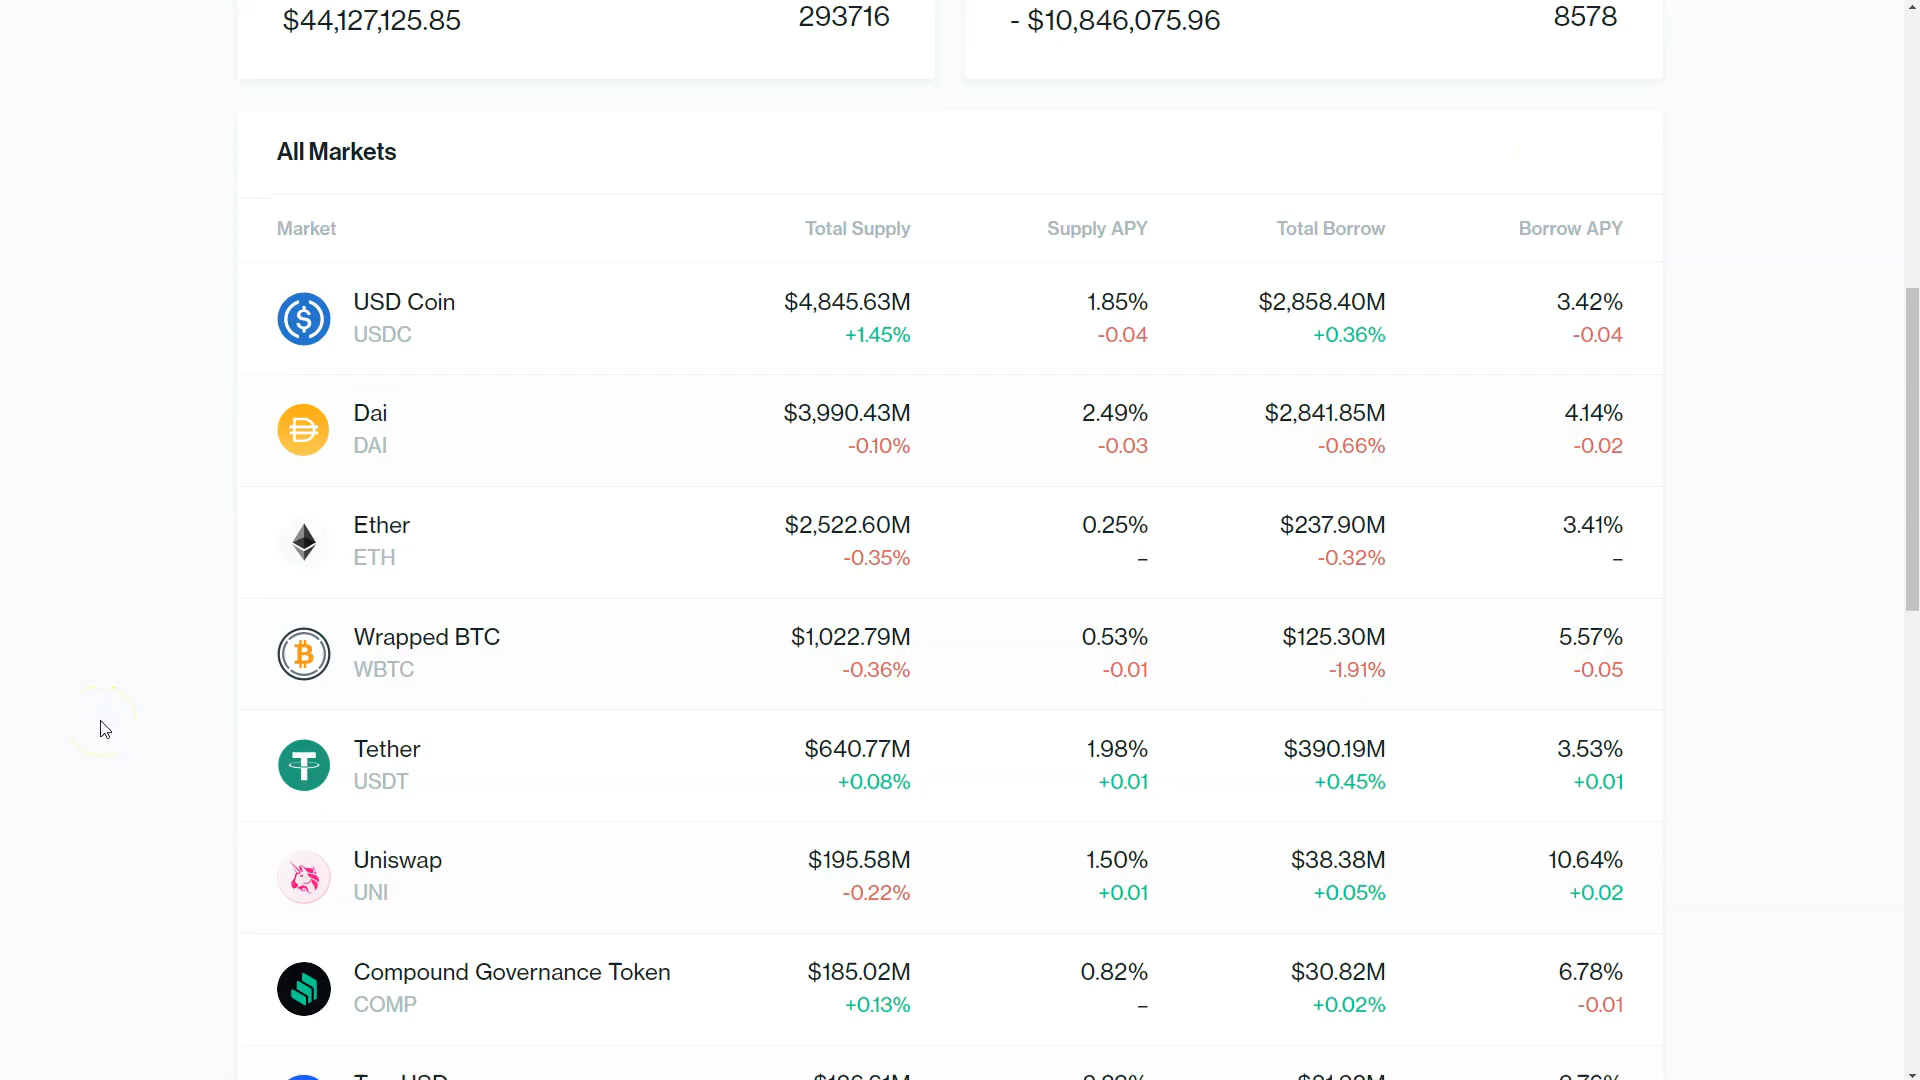 $44,127,125.85 293716 - $10,846,075.96 8578
All Markets
Market Total Supply Supply APY Total Borrow Borrow APY
USD Coin $4,845.63M 1.85% $2,858.40M 3.42%
USDC +1.45% -0.04 +0.36% -0.04
Dai $3,990.43M 2.49% $2,841.85M 4.14%
DAI -0.10% -0.03 -0.66% -0.02
Ether $2,522.60M 0.25% $237.90M 3.41%
ETH -0.35% – -0.32% –
Wrapped BTC $1,022.79M 0.53% $125.30M 5.57%
WBTC -0.36% -0.01 -1.91% -0.05
Tether $640.77M 1.98% $390.19M 3.53%
USDT +0.08% +0.01 +0.45% +0.01
Uniswap $195.58M 1.50% $38.38M 10.64%
UNI -0.22% +0.01 +0.05% +0.02
Compound Governance Token $185.02M 0.82% $30.82M 6.78%
COMP +0.13% – +0.02% -0.01